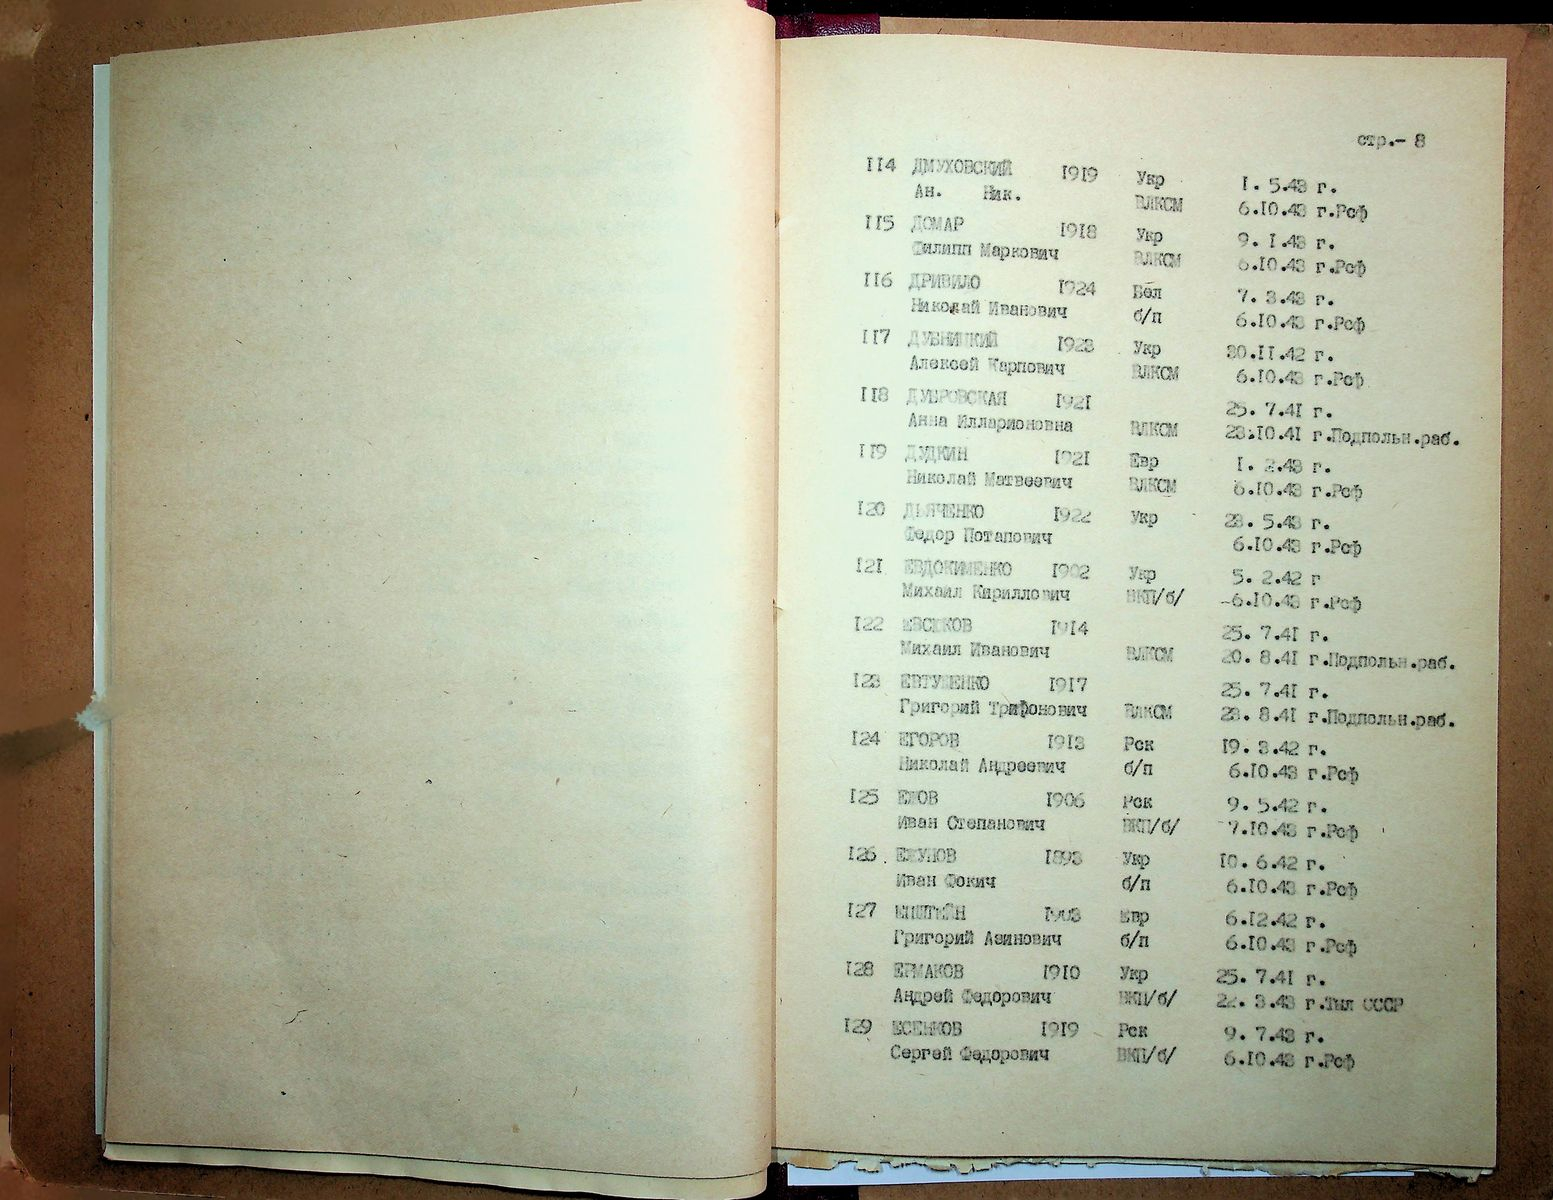 стр.- 8
114 ДМУХОВСКИЙ 1919 Укр 1. 5.43 г.
Ан. Ник. ВЛКСМ 6.10.43 г.Рсф
115 ДОМАР 1918 Укр 9. 1.43 г.
Филипп Маркович ВЛКСМ 6.10.43 г.Рсф
116 ДРИВИЛО 1924 Бел 7. 3.43 г.
Николай Иванович б/п 6.10.43 г.Рсф
117 ДУБНИЦКИЙ 1923 Укр 30.11.42 г.
Алексей Карпович ВЛКСМ 6.10.43 г.Рсф
118 ДУБРОВСКАЯ 1921 25. 7.41 г.
Анна Илларионовна ВЛКСМ 23.10.41 г.Подпольн.раб.
119 ДУДКИН 1921 Евр 1. 2.43 г.
Николай Матвеевич ВЛКСМ 6.10.43 г.Рсф
120 ДЬЯЧЕНКО 1922 Укр 23. 5.43 г.
Федор Потапович 6.10.43 г.Рсф
121 ЕВДОКИМЕНКО 1902 Укр 5. 2.42 г
Михаил Кириллович ВКП/б/ 6.10.43 г.Рсф
122 ЕВСЕКОВ 1914 25. 7.41 г.
Михаил Иванович ВЛКСМ 20. 8.41 г.Подпольн.раб.
123 ЕВТУШЕНКО 1917 25. 7.41 г.
Григорий Трифонович ВЛКСМ 23. 8.41 г.Подпольн.раб.
124 ЕГОРОВ 1913 Рск 19. 3.42 г.
Николай Андреевич б/п 6.10.43 г.Рсф
125 ЕЖОВ 1906 Рск 9. 5.42 г.
Иван Степанович ВКП/б/ 7.10.43 г.Рсф
126 ЕЖУНОВ 1893 Укр 10. 6.42 г.
Иван Фокич б/п 6.10.43 г.Рсф
127 1903 Евр 6.12.42 г.
Григорий Азинович б/п 6.10.43 г.Рсф
128 ЕРМАКОВ 1910 Укр 25. 7.41 г.
Андрей Федорович ВКП/б/ 22. 3.43 г.Тыл СССР
129 ЕСЕНКОВ 1919 Рск 9. 7.43 г.
Сергей Федорович ВКП/б/ 6.10.43 г.Рсф